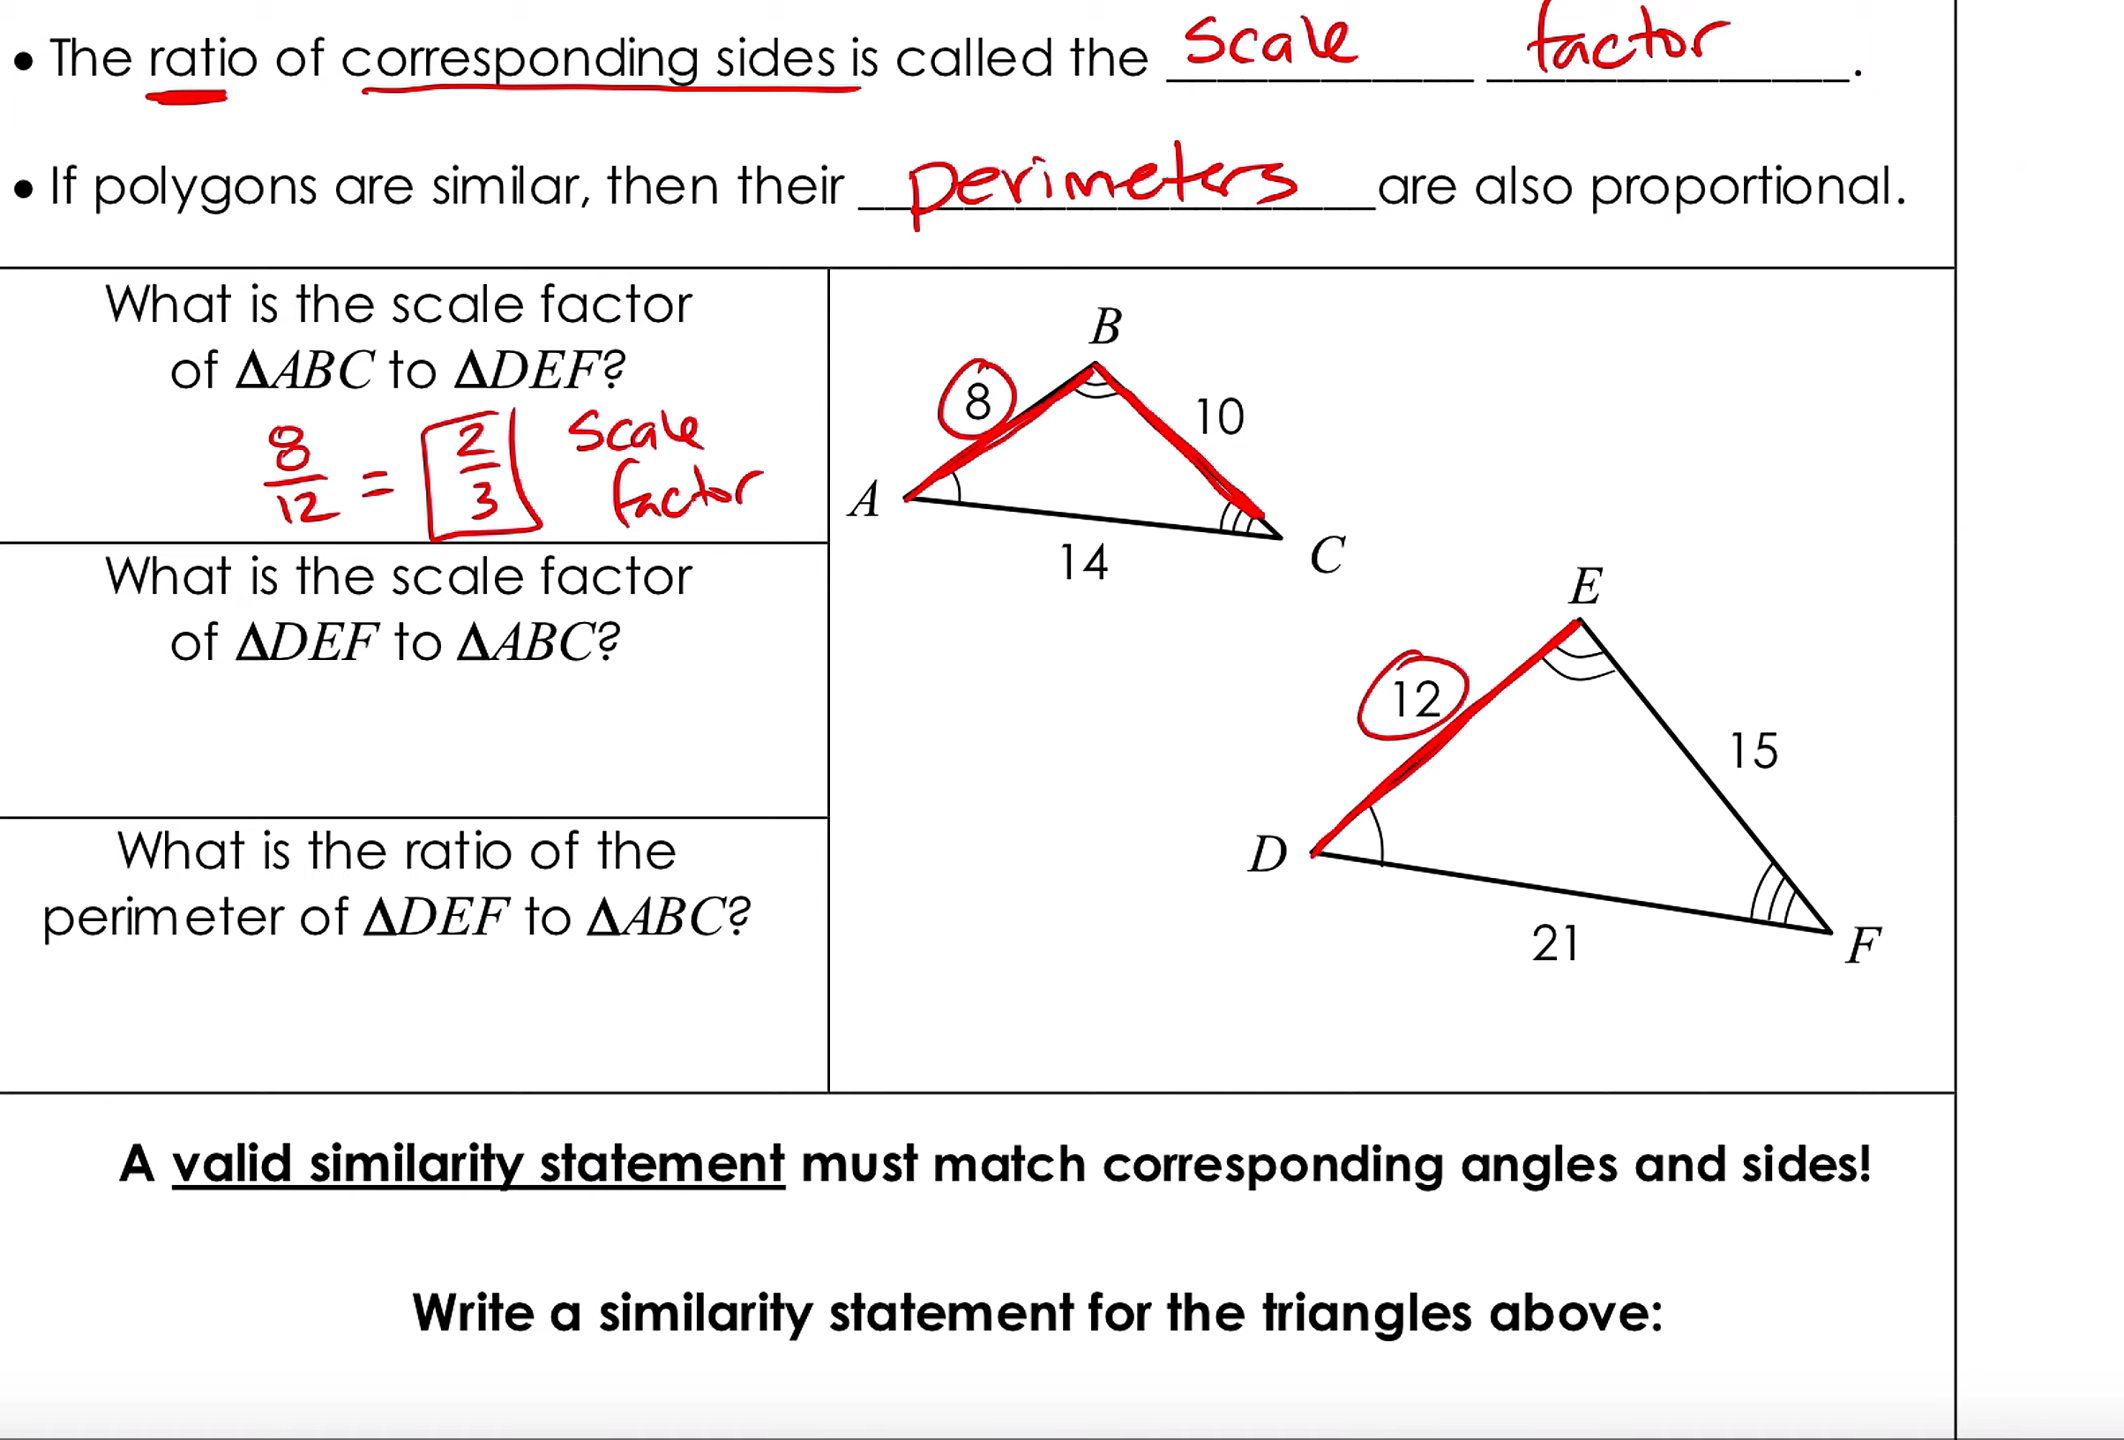 • The ratio of corresponding sides is called the scale factor.
• If polygons are similar, then their perimeters are also proportional.
What is the scale factor
of ΔABC to ΔDEF?
8/12 = 2/3 scale factor
What is the scale factor
of ΔDEF to ΔABC?
What is the ratio of the
perimeter of ΔDEF to ΔABC?
B
8
10
A
14
C
E
12
15
D
21
F
A valid similarity statement must match corresponding angles and sides!
Write a similarity statement for the triangles above: